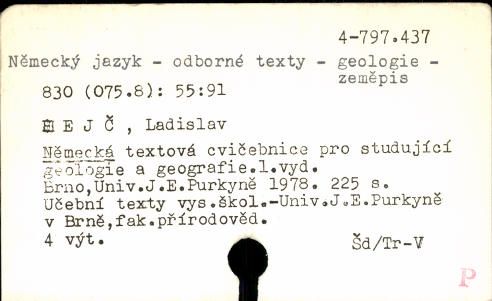 4-797.437
Německý jazyk - odborné texty - geologie -
zeměpis
830 (075.8): 55:91
H E J Č , Ladislav
Německá textová cvičebnice pro studující
geologie a geografie.1.vyd.
Brno,Univ.J.E.Purkyně 1978. 225 s.
Učební texty vys.škol.-Univ.J.E.Purkyně
v Brně,fak.přírodověd.
4 výt.
Šd/Tr-V
P